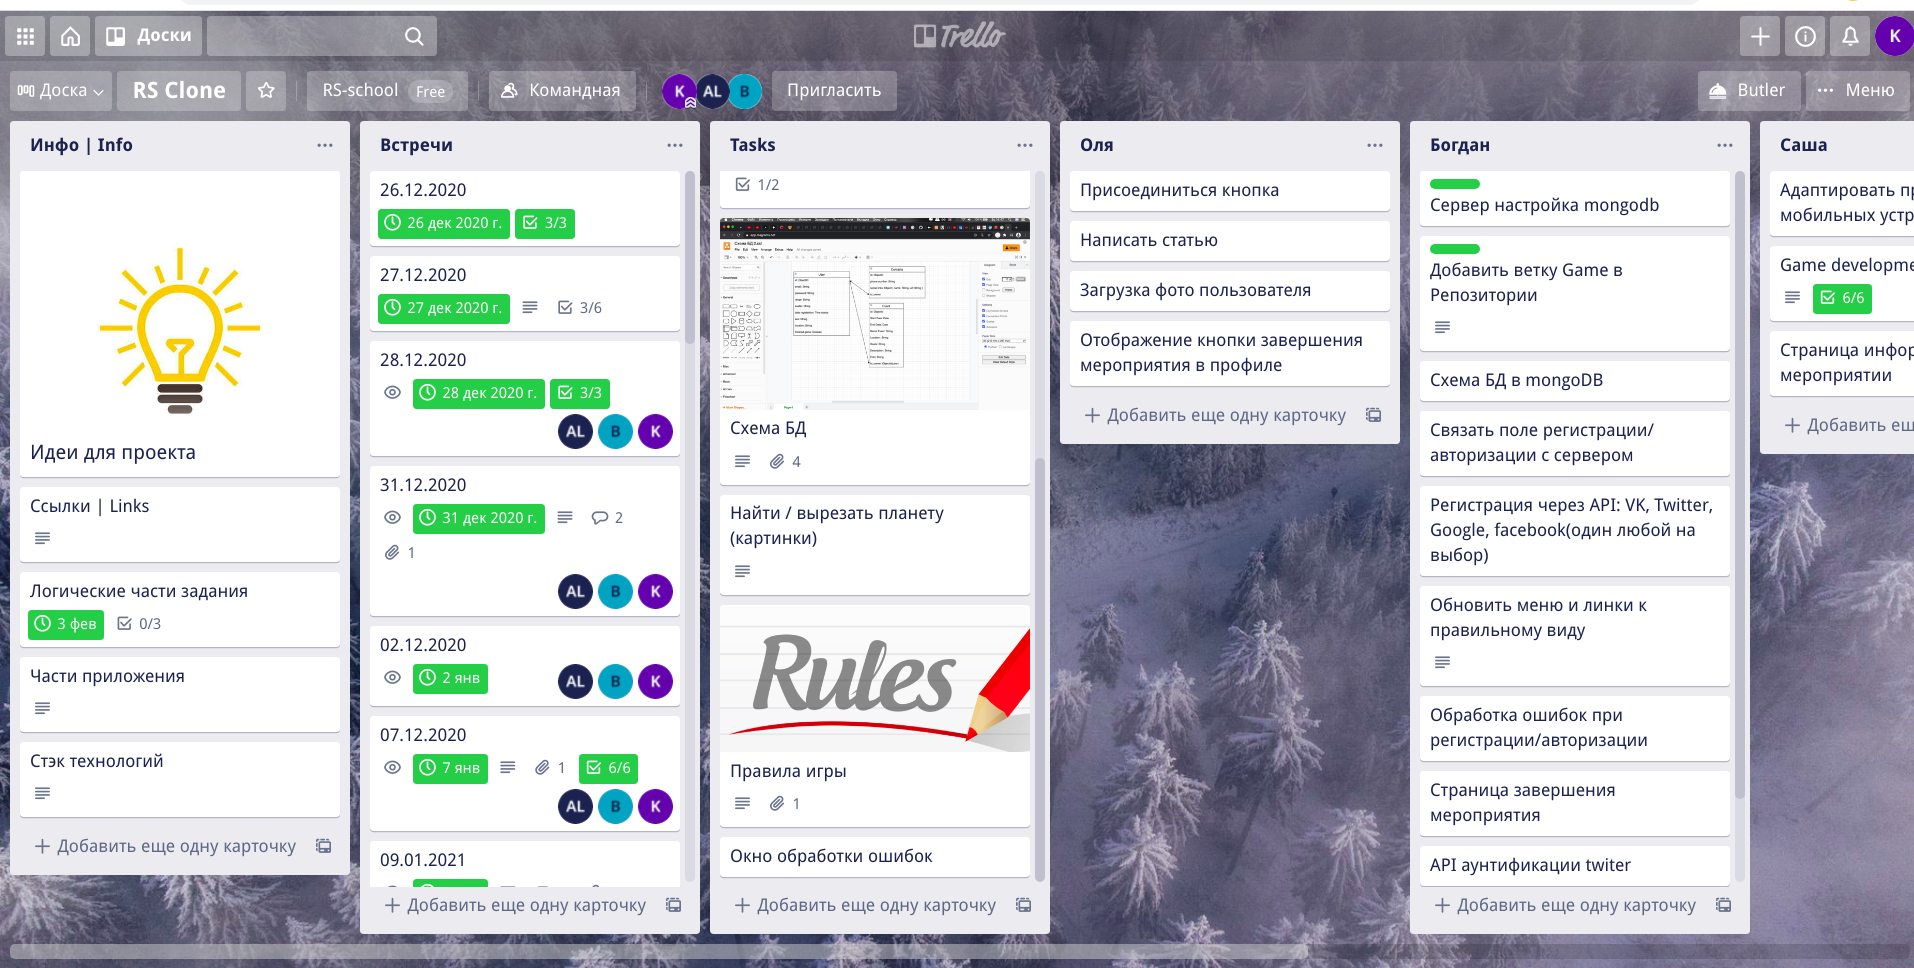 Доски
Trello
K
Доска
RS Clone
RS-school Free
Командная
K AL B
Пригласить
Butler
Меню
Инфо | Info
Идеи для проекта
Ссылки | Links
Логические части задания
3 фев 0/3
Части приложения
Стэк технологий
Добавить еще одну карточку
Встречи
26.12.2020
26 дек 2020 г. 3/3
27.12.2020
27 дек 2020 г. 3/6
28.12.2020
28 дек 2020 г. 3/3
AL B K
31.12.2020
31 дек 2020 г. 2
1
AL B K
02.12.2020
2 янв AL B K
07.12.2020
7 янв 1 6/6
AL B K
09.01.2021
Добавить еще одну карточку
Tasks
1/2
Схема БД
4
Найти / вырезать планету
(картинки)
Rules
Правила игры
1
Окно обработки ошибок
Добавить еще одну карточку
Оля
Присоединиться кнопка
Написать статью
Загрузка фото пользователя
Отображение кнопки завершения
мероприятия в профиле
Добавить еще одну карточку
Богдан
Сервер настройка mongodb
Добавить ветку Game в
Репозитории
Схема БД в mongoDB
Связать поле регистрации/
авторизации с сервером
Регистрация через API: VK, Twitter,
Google, facebook(один любой на
выбор)
Обновить меню и линки к
правильному виду
Обработка ошибок при
регистрации/авторизации
Страница завершения
мероприятия
API аунтификации twiter
Добавить еще одну карточку
Саша
Адаптировать п
мобильных устр
Game developme
6/6
Страница инфор
мероприятии
Добавить ещ